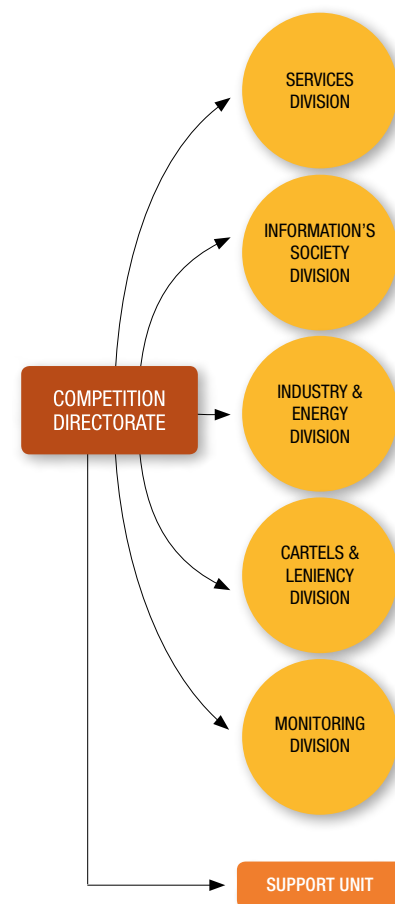 SERVICES
DIVISION
INFORMATION’S
SOCIETY
DIVISION
COMPETITION
DIRECTORATE
INDUSTRY &
ENERGY
DIVISION
CARTELS &
LENIENCY
DIVISION
MONITORING
DIVISION
SUPPORT UNIT